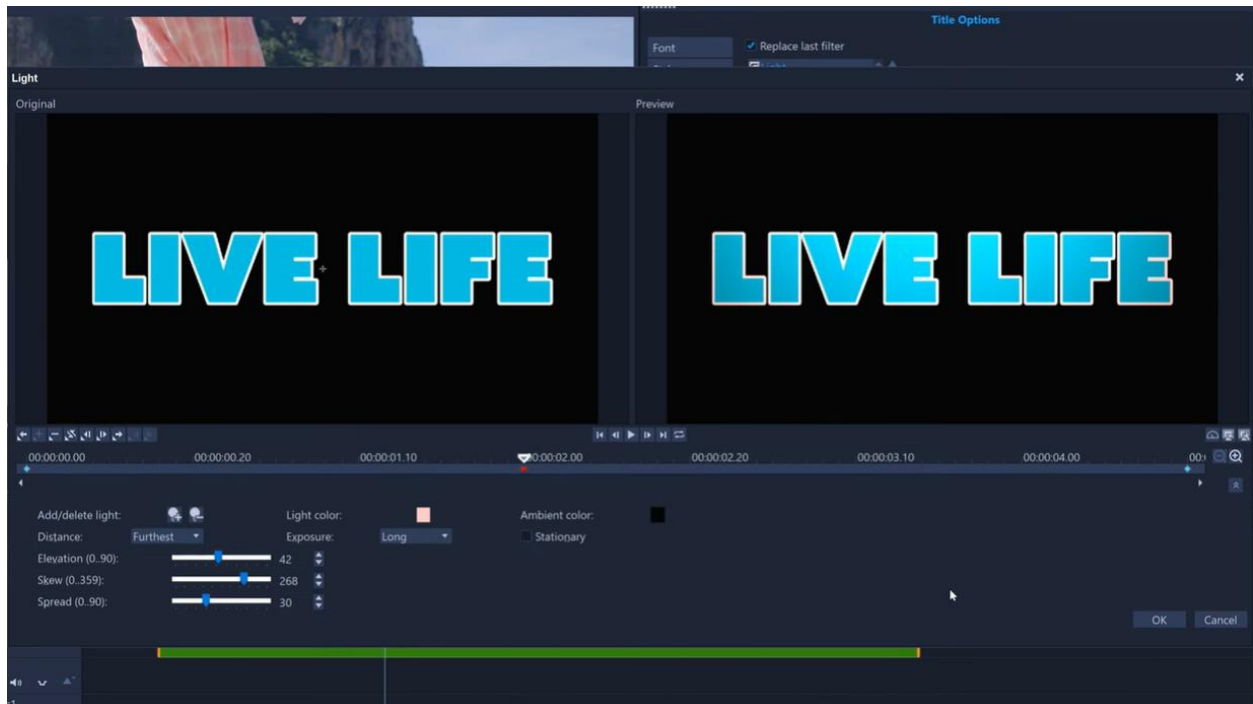 Title Options
Font
Replace last filter
Light
Light
Original
Preview
LIVE LIFE
LIVE LIFE
00:00:00.00 00:00:00.20 00:00:01.10 00:00:02.00 00:00:02.20 00:00:03.10 00:00:04.00
Add/delete light: Light color: Ambient color:
Distance: Furthest Exposure: Long Stationary
Elevation (0..90): 42
Skew (0..359): 268
Spread (0..90): 30
OK Cancel